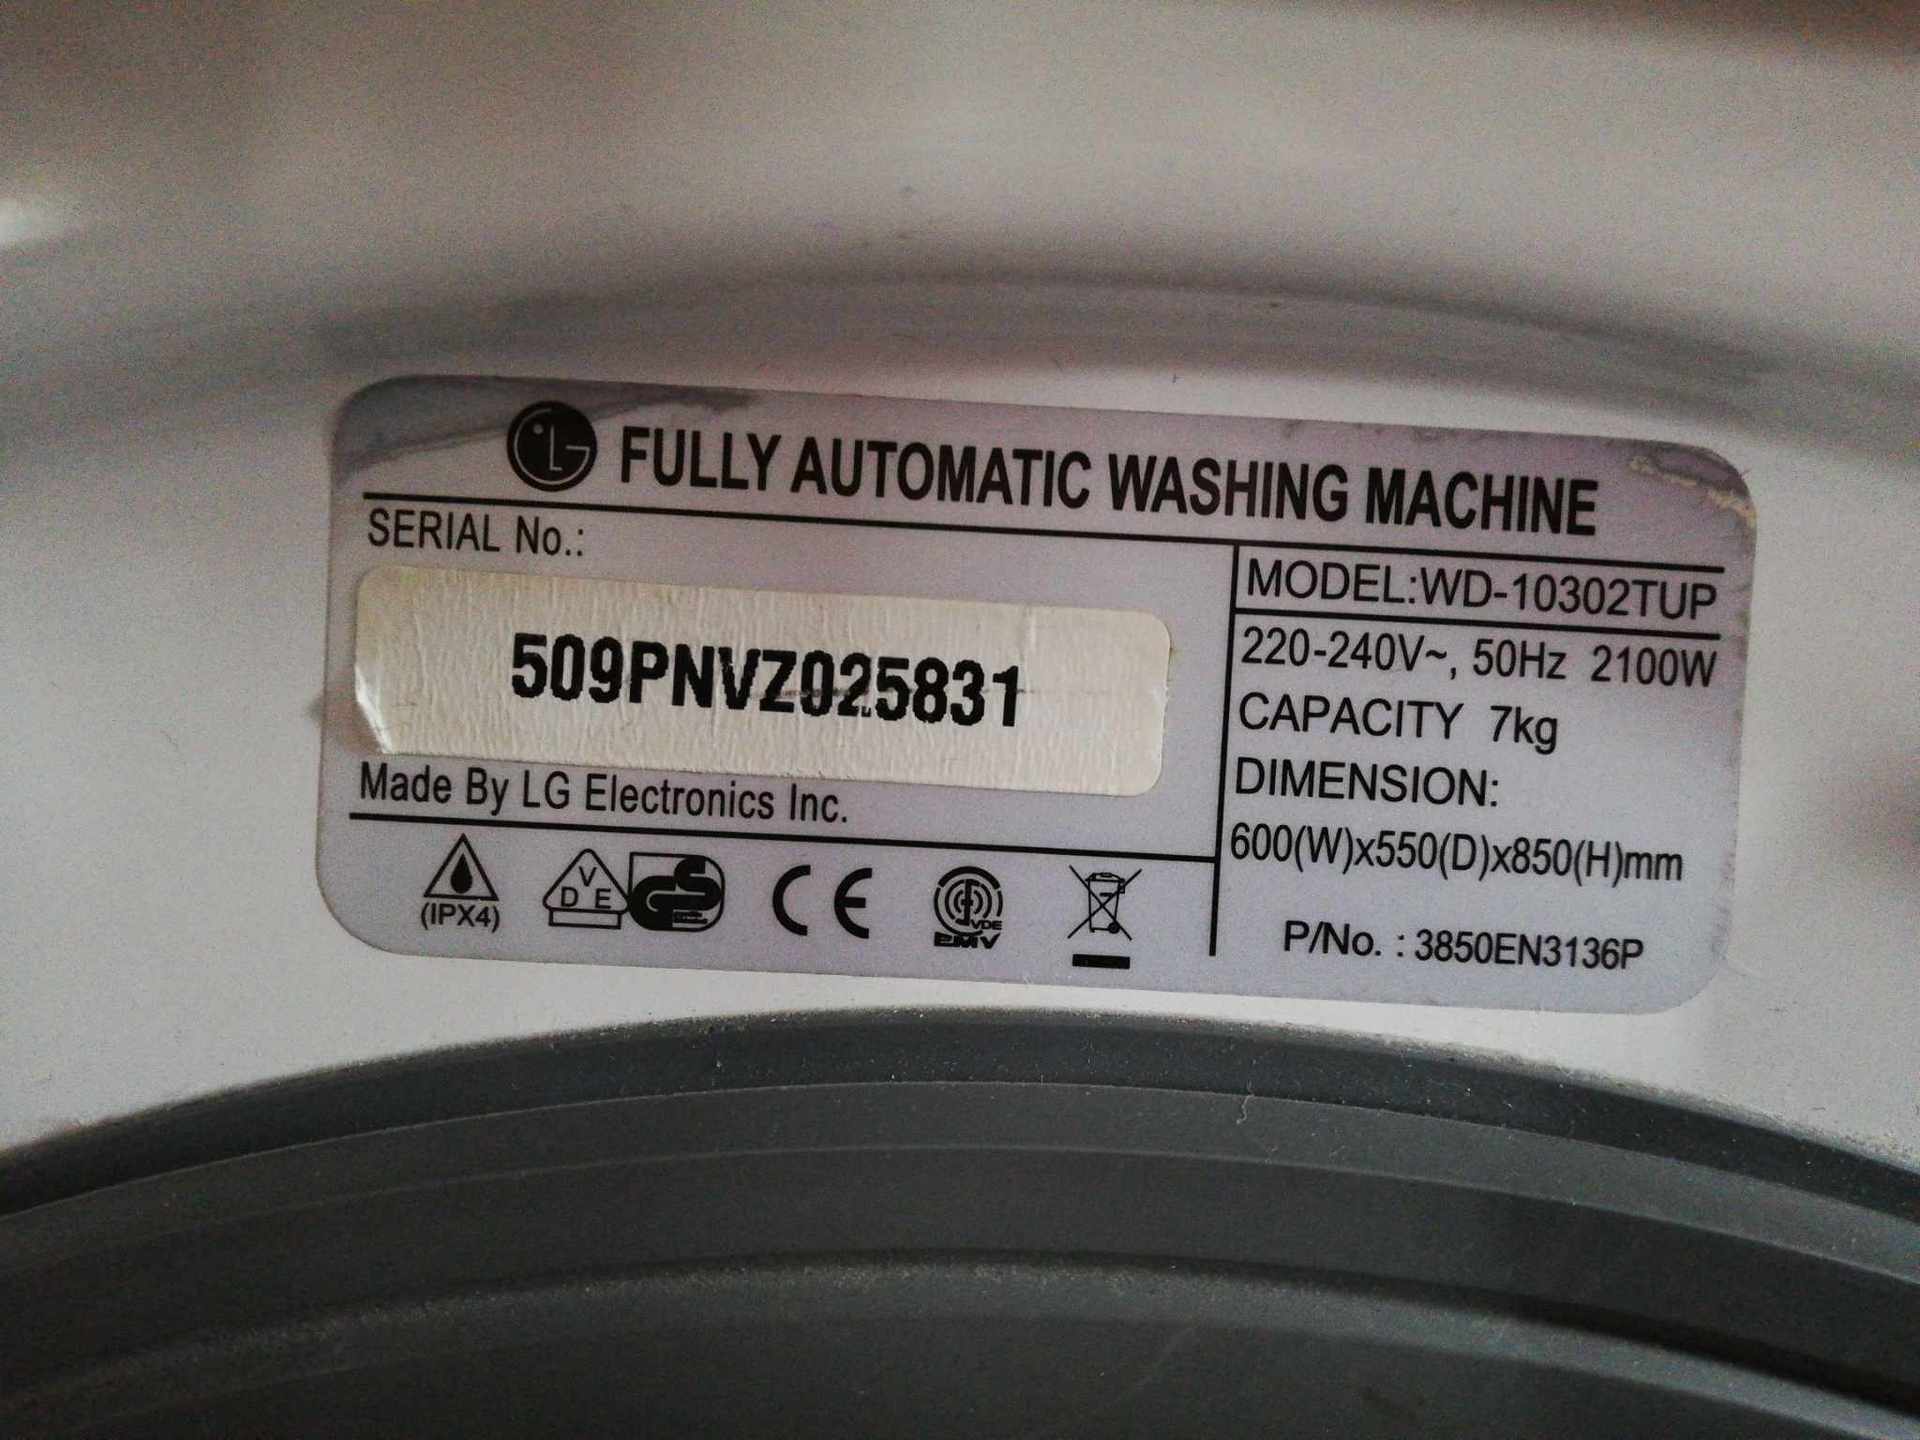 LG FULLY AUTOMATIC WASHING MACHINE
SERIAL No.:
509PNVZ025831
Made By LG Electronics Inc.
MODEL:WD-10302TUP
220-240V~, 50Hz 2100W
CAPACITY 7kg
DIMENSION:
600(W)x550(D)x850(H)mm
P/No. : 3850EN3136P
(IPX4)
V
D E
GS
CE
VDE
EMV